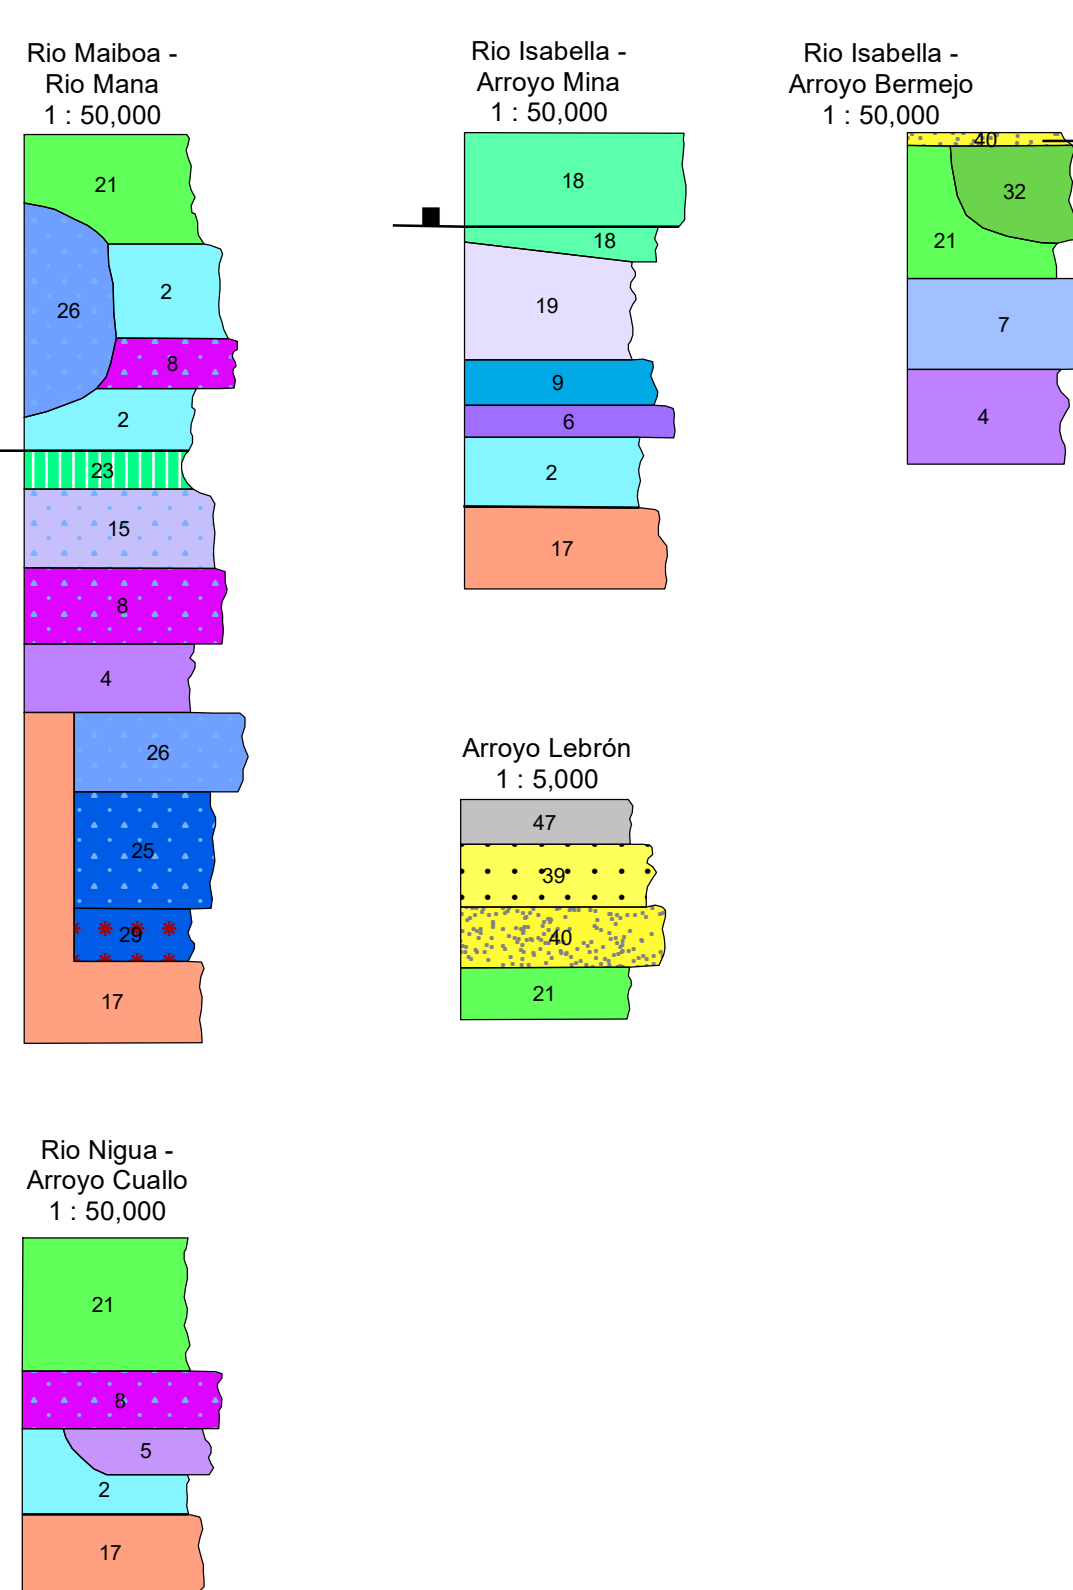 Rio Maiboa -
Rio Mana
1 : 50,000
21
26
2
8
2
23
15
8
4
26
25
29
17
Rio Isabella -
Arroyo Mina
1 : 50,000
18
18
19
9
6
2
17
Rio Isabella -
Arroyo Bermejo
1 : 50,000
40
32
21
7
4
Arroyo Lebrón
1 : 5,000
47
39
40
21
Rio Nigua -
Arroyo Cuallo
1 : 50,000
21
8
5
2
17